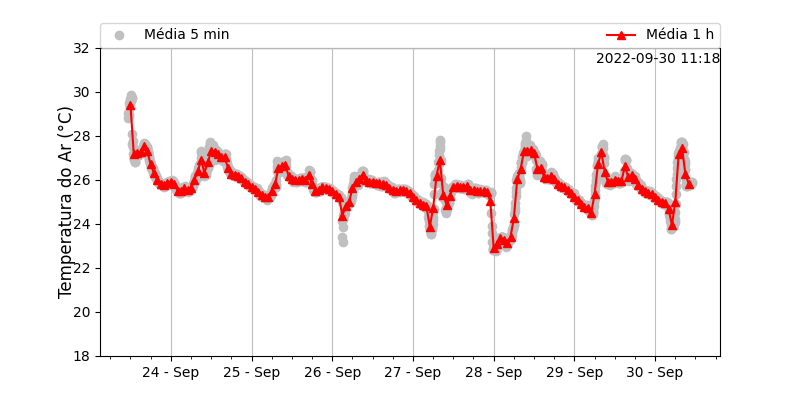 Média 5 min
Média 1 h
2022-09-30 11:18
Temperatura do Ar (°C)
32
30
28
26
24
22
20
18
24 - Sep
25 - Sep
26 - Sep
27 - Sep
28 - Sep
29 - Sep
30 - Sep